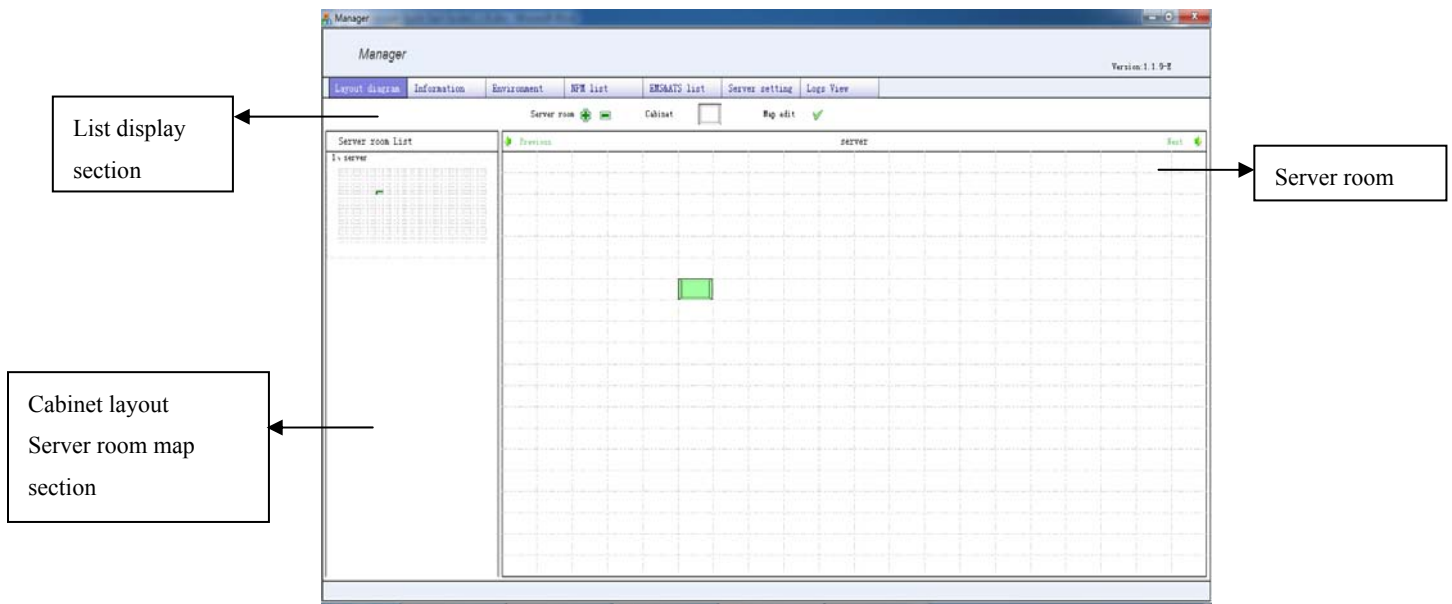 Manager
Manager
Version:1.1.9-E
Layout diagram Information Environment NPM list EMS&ATS list Server setting Logs View
Server room Cabinet Map edit
List display
section
Server room List
Previous server Next
1、server
Server room
Cabinet layout
Server room map
section